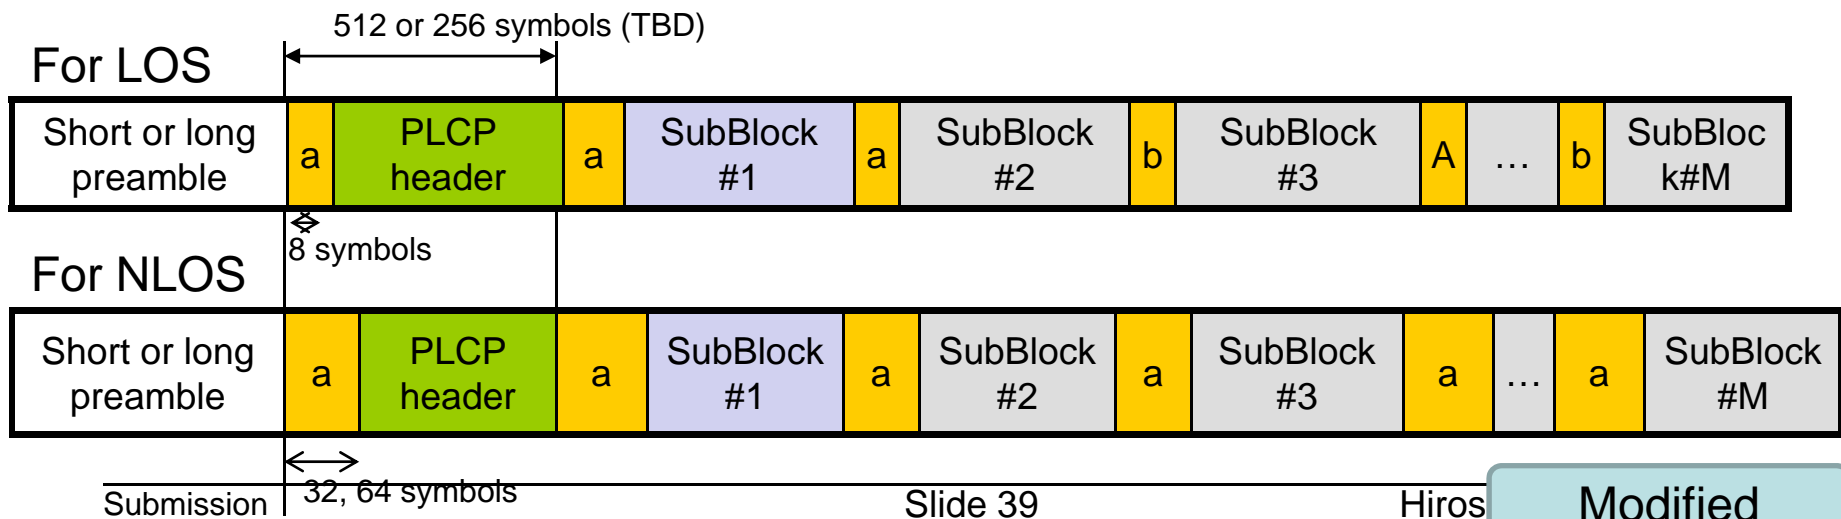 512 or 256 symbols (TBD)
For LOS
Short or long
preamble
a
PLCP
header
a
SubBlock
#1
a
SubBlock
#2
b
SubBlock
#3
A
…
b
SubBloc
k#M
8 symbols
For NLOS
Short or long
preamble
a
PLCP
header
a
SubBlock
#1
a
SubBlock
#2
a
SubBlock
#3
a
…
a
SubBlock
#M
32, 64 symbols
Submission
Slide 39
Hiros
Modified